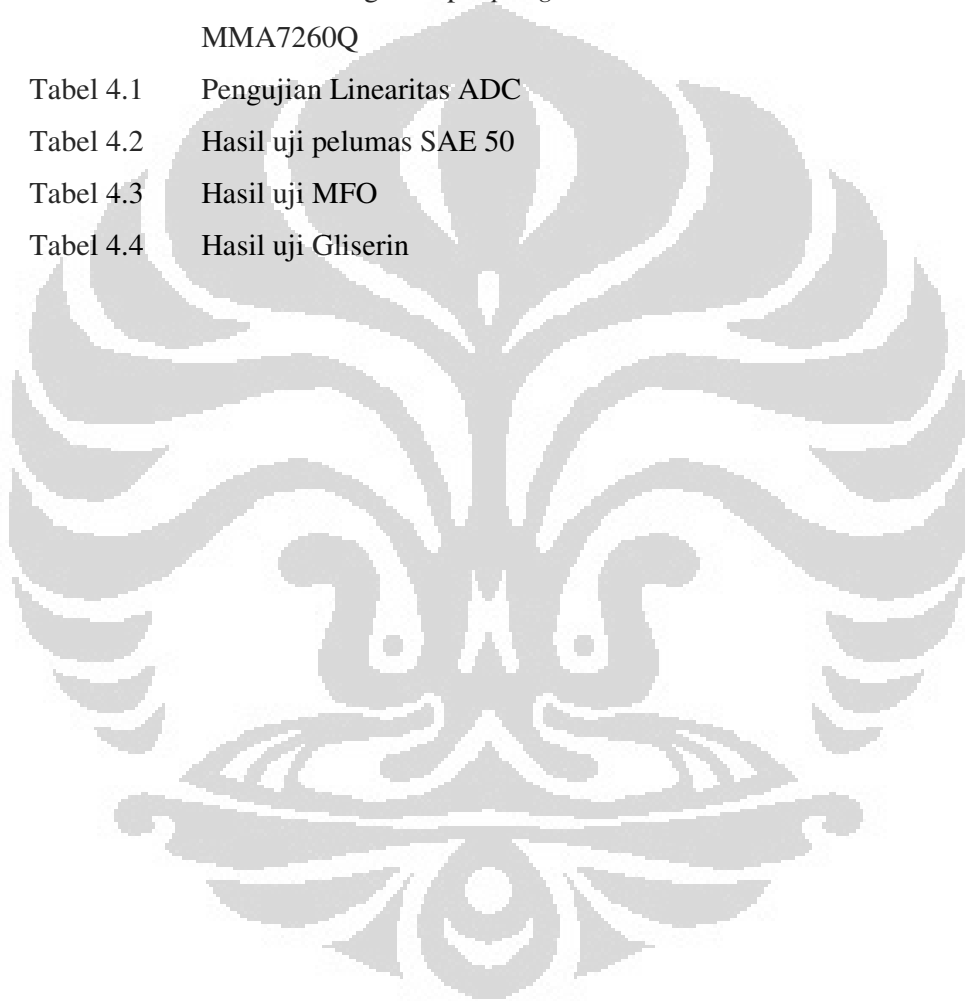 MMA7260Q
Tabel 4.1 Pengujian Linearitas ADC
Tabel 4.2 Hasil uji pelumas SAE 50
Tabel 4.3 Hasil uji MFO
Tabel 4.4 Hasil uji Gliserin